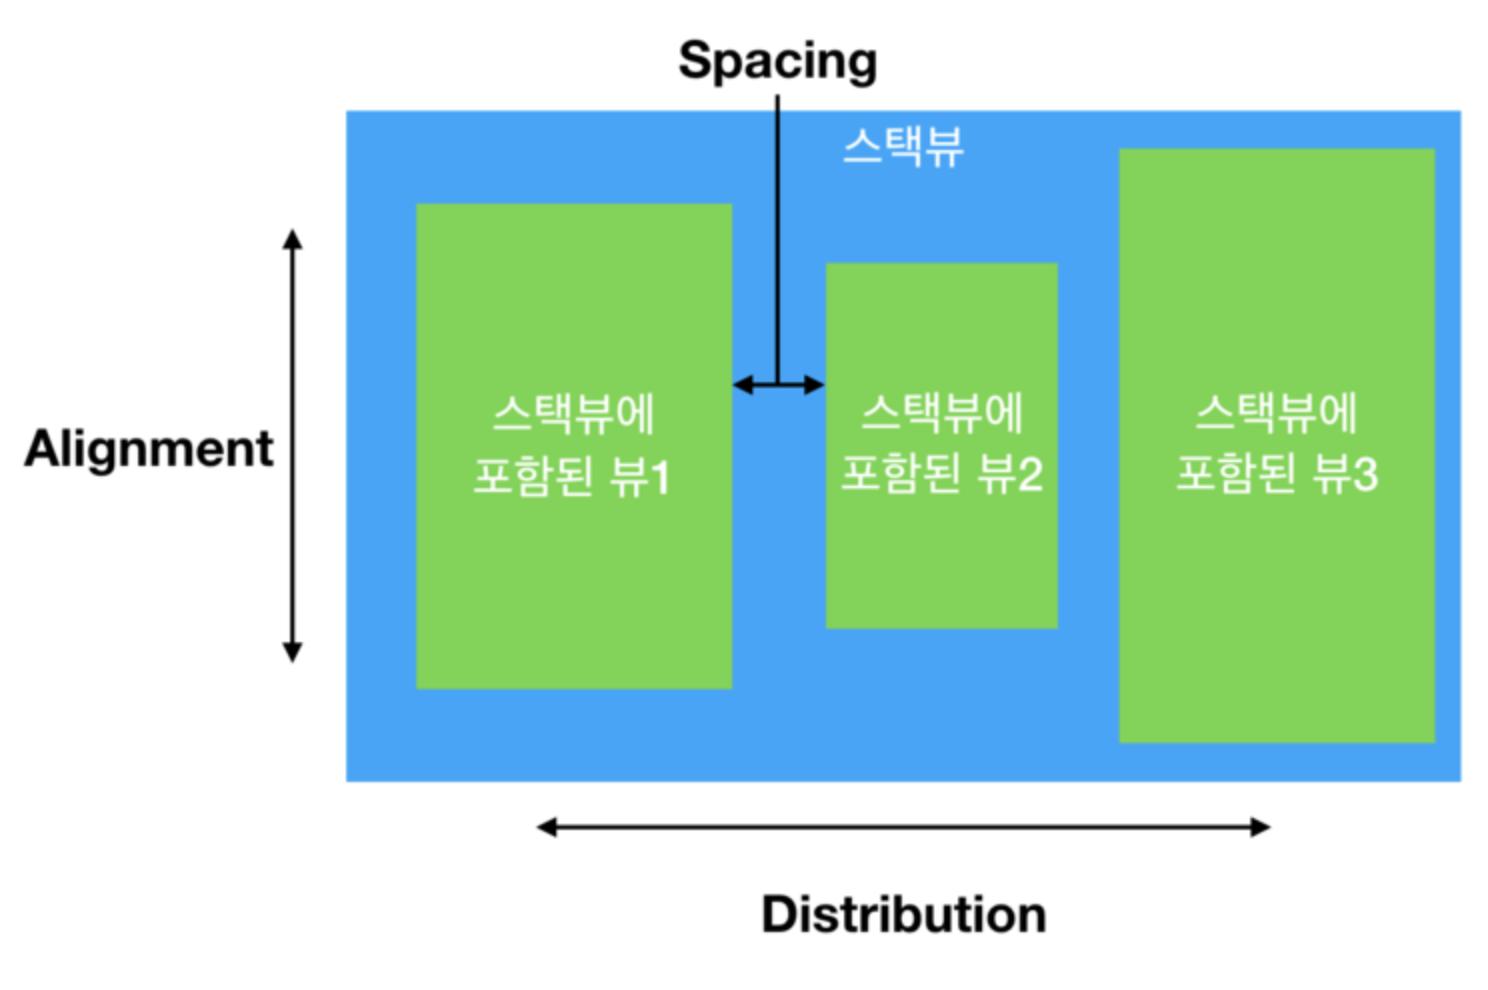 Spacing
스택뷰
Alignment
스택뷰에
포함된 뷰1
스택뷰에
포함된 뷰2
스택뷰에
포함된 뷰3
Distribution